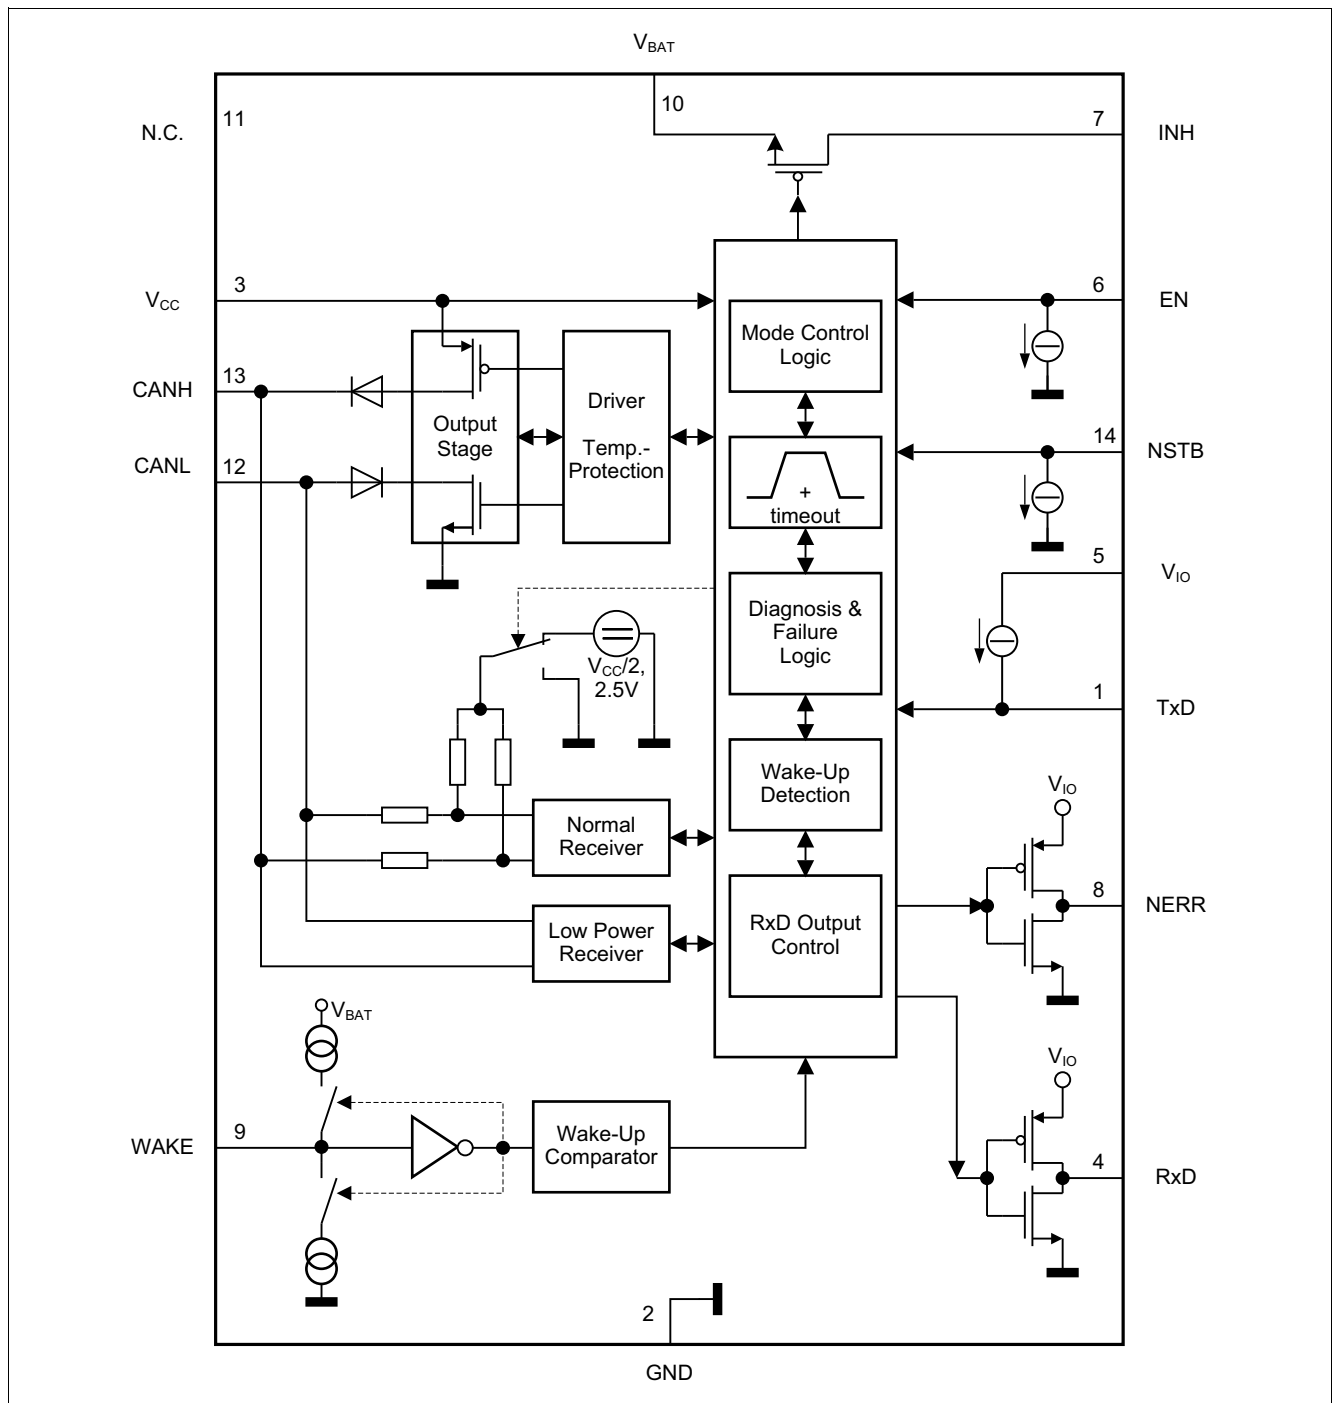 V_BAT
10
7
11
N.C.
INH
3
6
V_CC
EN
Mode Control
Logic
13
CANH
Driver
Output
Stage
Temp.-
Protection
14
NSTB
12
CANL
+
timeout
5
V_IO
Diagnosis &
Failure
Logic
V_CC/2,
2.5V
1
TxD
Wake-Up
Detection
V_IO
Normal
Receiver
8
NERR
RxD Output
Control
Low Power
Receiver
V_BAT
V_IO
9
WAKE
Wake-Up
Comparator
4
RxD
2
GND